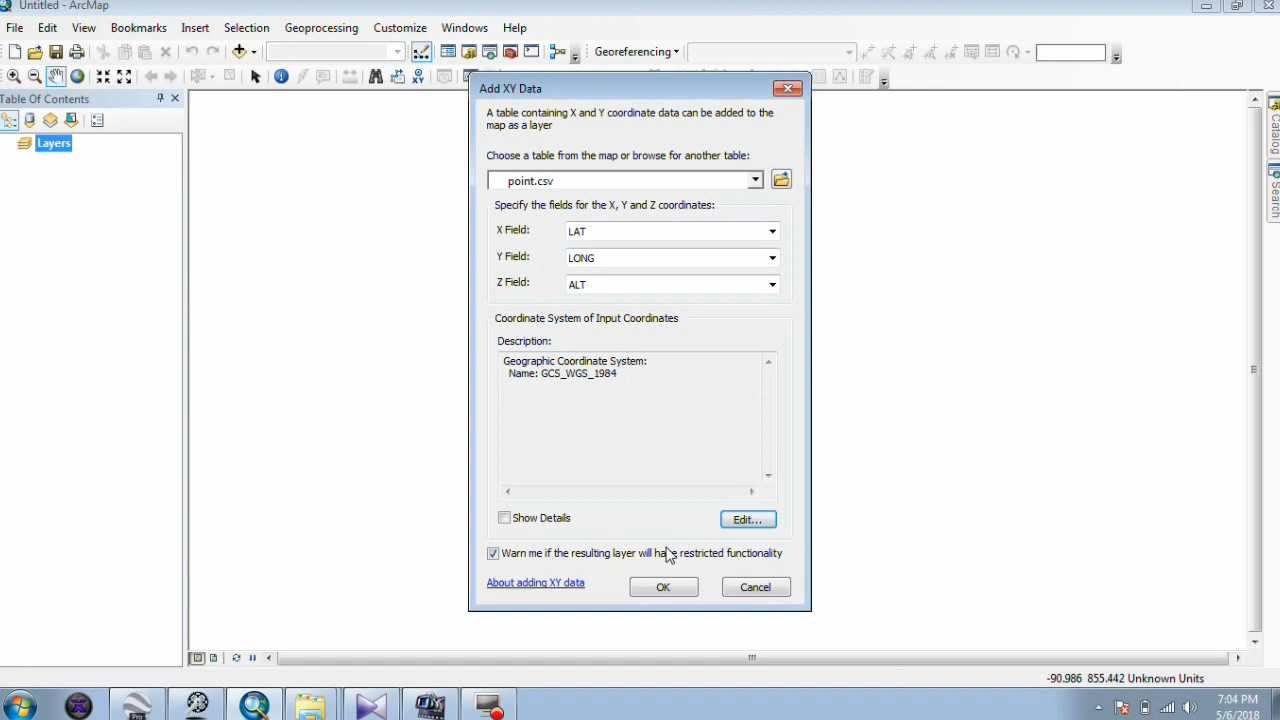 Untitled - ArcMap
File Edit View Bookmarks Insert Selection Geoprocessing Customize Windows Help
Georeferencing
XY
Table Of Contents
Layers
Add XY Data
A table containing X and Y coordinate data can be added to the
map as a layer
Choose a table from the map or browse for another table:
point.csv
Specify the fields for the X, Y and Z coordinates:
X Field: LAT
Y Field: LONG
Z Field: ALT
Coordinate System of Input Coordinates
Description:
Geographic Coordinate System:
Name: GCS_WGS_1984
Show Details
Edit...
Warn me if the resulting layer will have restricted functionality
About adding XY data
OK Cancel
Catalog
Search
-90.986 855.442 Unknown Units
Pro
7:04 PM
5/6/2018